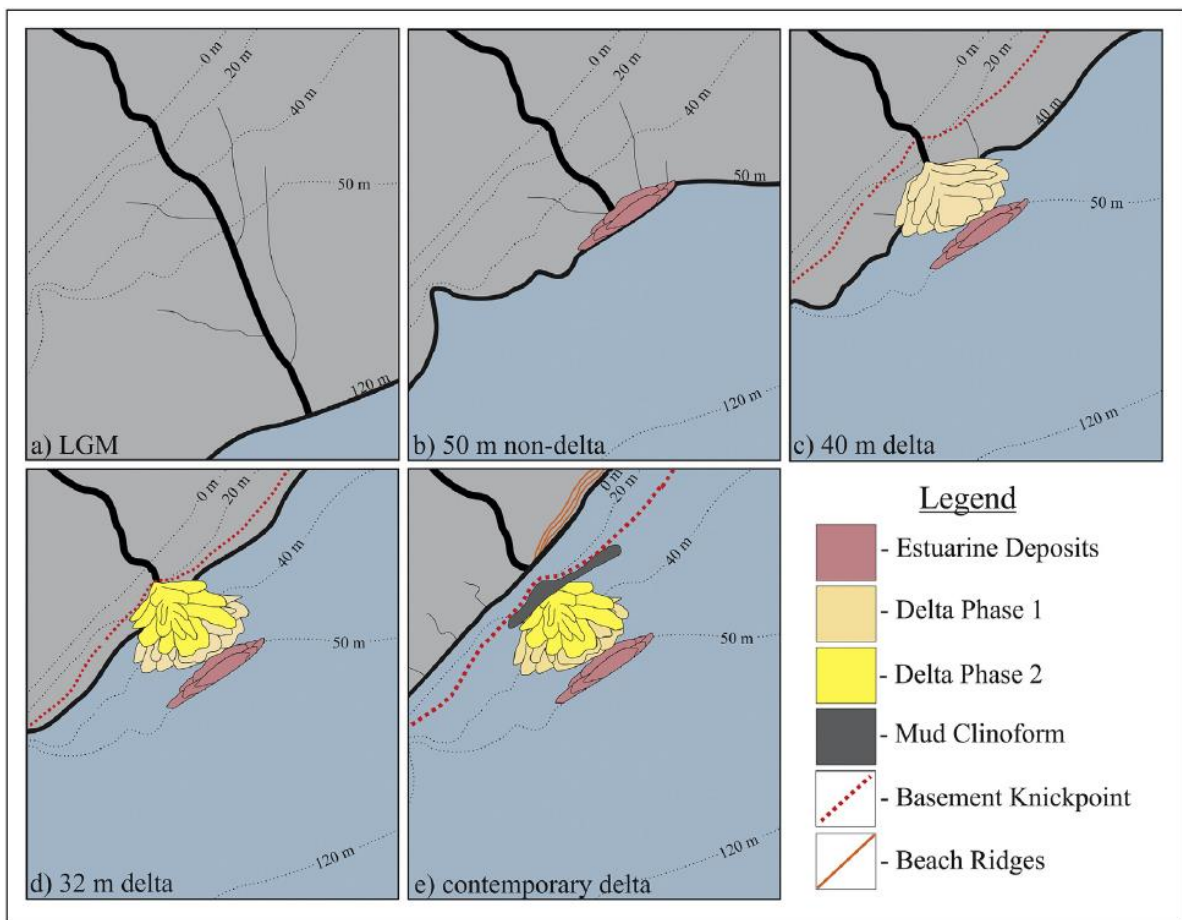 0 m
20 m
40 m
50 m
120 m
a) LGM
0 m
20 m
40 m
50 m
120 m
b) 50 m non-delta
0 m
20 m
40 m
50 m
120 m
c) 40 m delta
0 m
20 m
40 m
50 m
120 m
d) 32 m delta
0 m
20 m
40 m
50 m
120 m
e) contemporary delta
Legend
- Estuarine Deposits
- Delta Phase 1
- Delta Phase 2
- Mud Clinoform
- Basement Knickpoint
- Beach Ridges